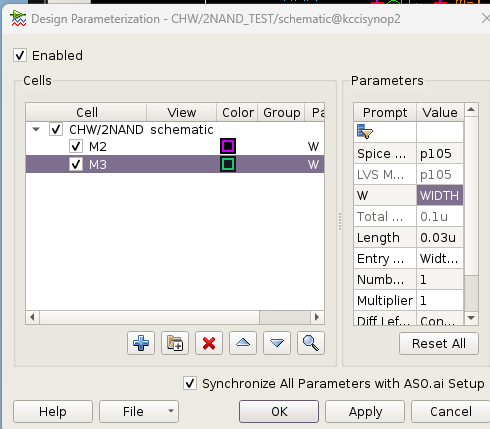 Design Parameterization - CHW/2NAND_TEST/schematic@kccisynop2
Enabled
Cells
Cell View Color Group Pa
CHW/2NAND schematic
M2 W
M3 W
Parameters
Prompt Value
Spice ... p105
LVS M... p105
W WIDTH
Total ... 0.1u
Length 0.03u
Entry ... Widt...
Numb... 1
Multiplier 1
Diff Lef... Con...
Reset All
Synchronize All Parameters with ASO.ai Setup
Help File OK Apply Cancel